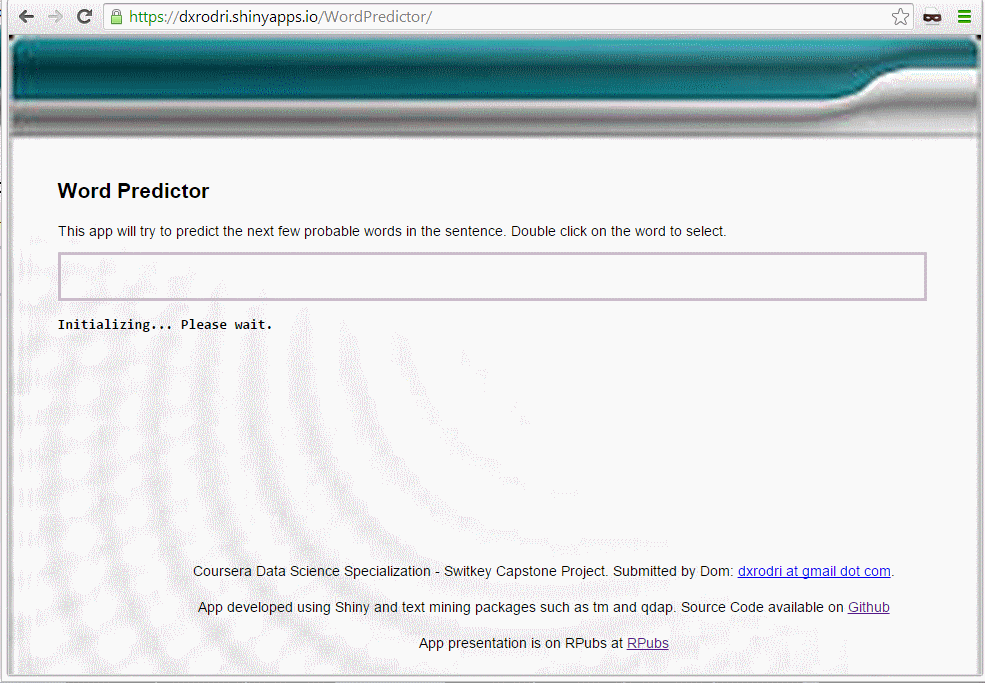 https://dxrodri.shinyapps.io/WordPredictor/
Word Predictor
This app will try to predict the next few probable words in the sentence. Double click on the word to select.
Initializing... Please wait.
Coursera Data Science Specialization - Switkey Capstone Project. Submitted by Dom: dxrodri at gmail dot com.
App developed using Shiny and text mining packages such as tm and qdap. Source Code available on Github
App presentation is on RPubs at RPubs